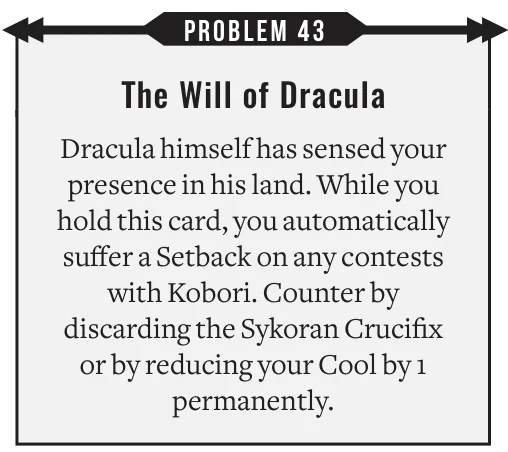 PROBLEM 43
The Will of Dracula
Dracula himself has sensed your
presence in his land. While you
hold this card, you automatically
suffer a Setback on any contests
with Kobori. Counter by
discarding the Sykoran Crucifix
or by reducing your Cool by 1
permanently.